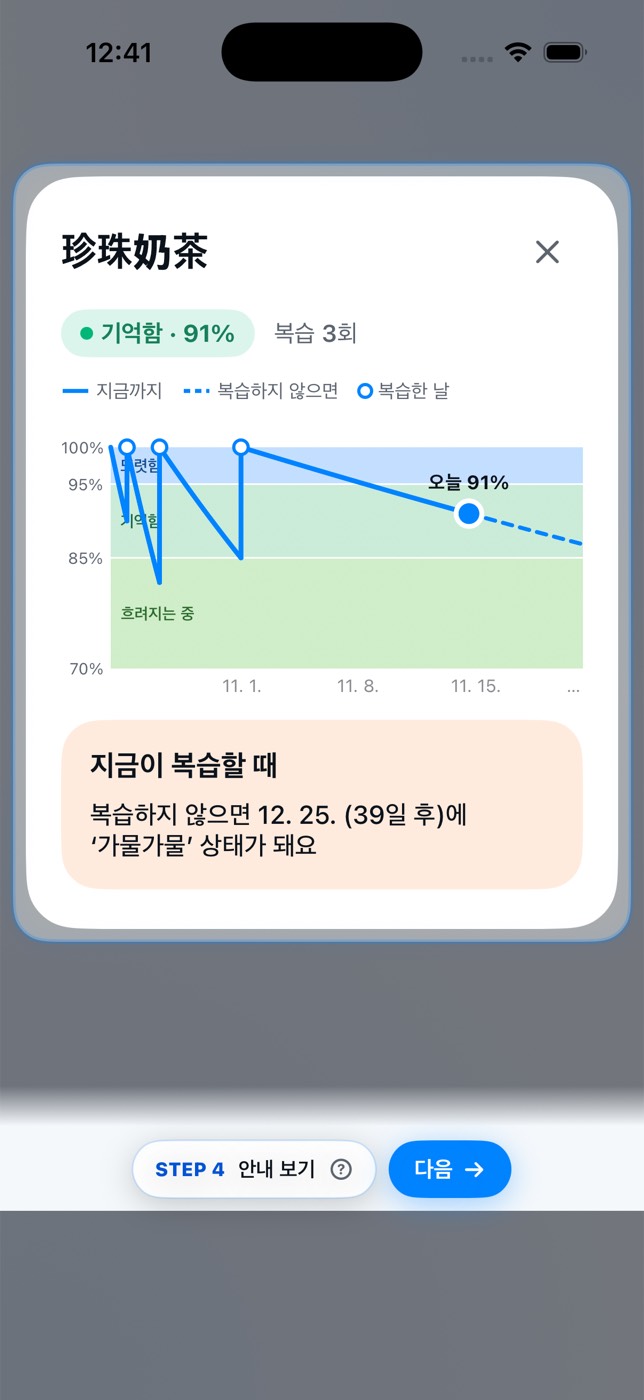 12:41
珍珠奶茶
기억함 · 91%
복습 3회
지금까지
복습하지 않으면
복습한 날
100%
또렷함
95%
오늘 91%
기억함
85%
흐려지는 중
70%
11. 1.
11. 8.
11. 15.
...
지금이 복습할 때
복습하지 않으면 12. 25. (39일 후)에
‘가물가물’ 상태가 돼요
STEP 4 안내 보기 ?
다음 →